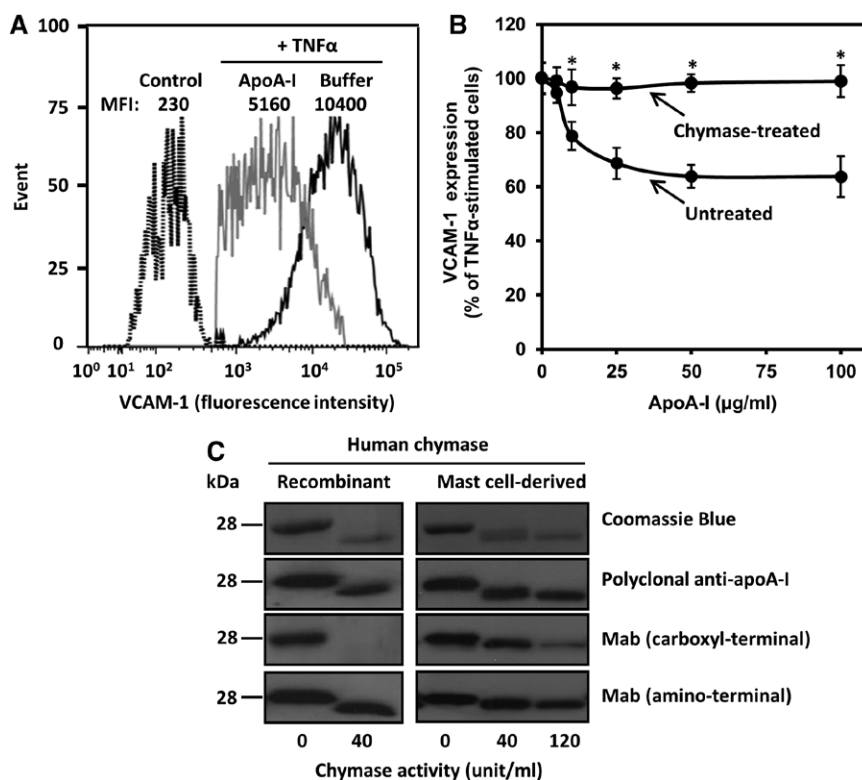 A
+ TNFα
Control ApoA-I Buffer
MFI: 230 5160 10400
100
75
50
25
0
Event
10⁰ 10¹ 10² 10³ 10⁴ 10⁵
VCAM-1 (fluorescence intensity)
B
120
100
80
60
40
20
0
VCAM-1 expression
(% of TNFα-stimulated cells)
* * * *
Chymase-treated
Untreated
0 25 50 75 100
ApoA-I (µg/ml)
C
Human chymase
kDa Recombinant Mast cell-derived
28 Coomassie Blue
28 Polyclonal anti-apoA-I
28 Mab (carboxyl-terminal)
28 Mab (amino-terminal)
0 40 0 40 120
Chymase activity (unit/ml)